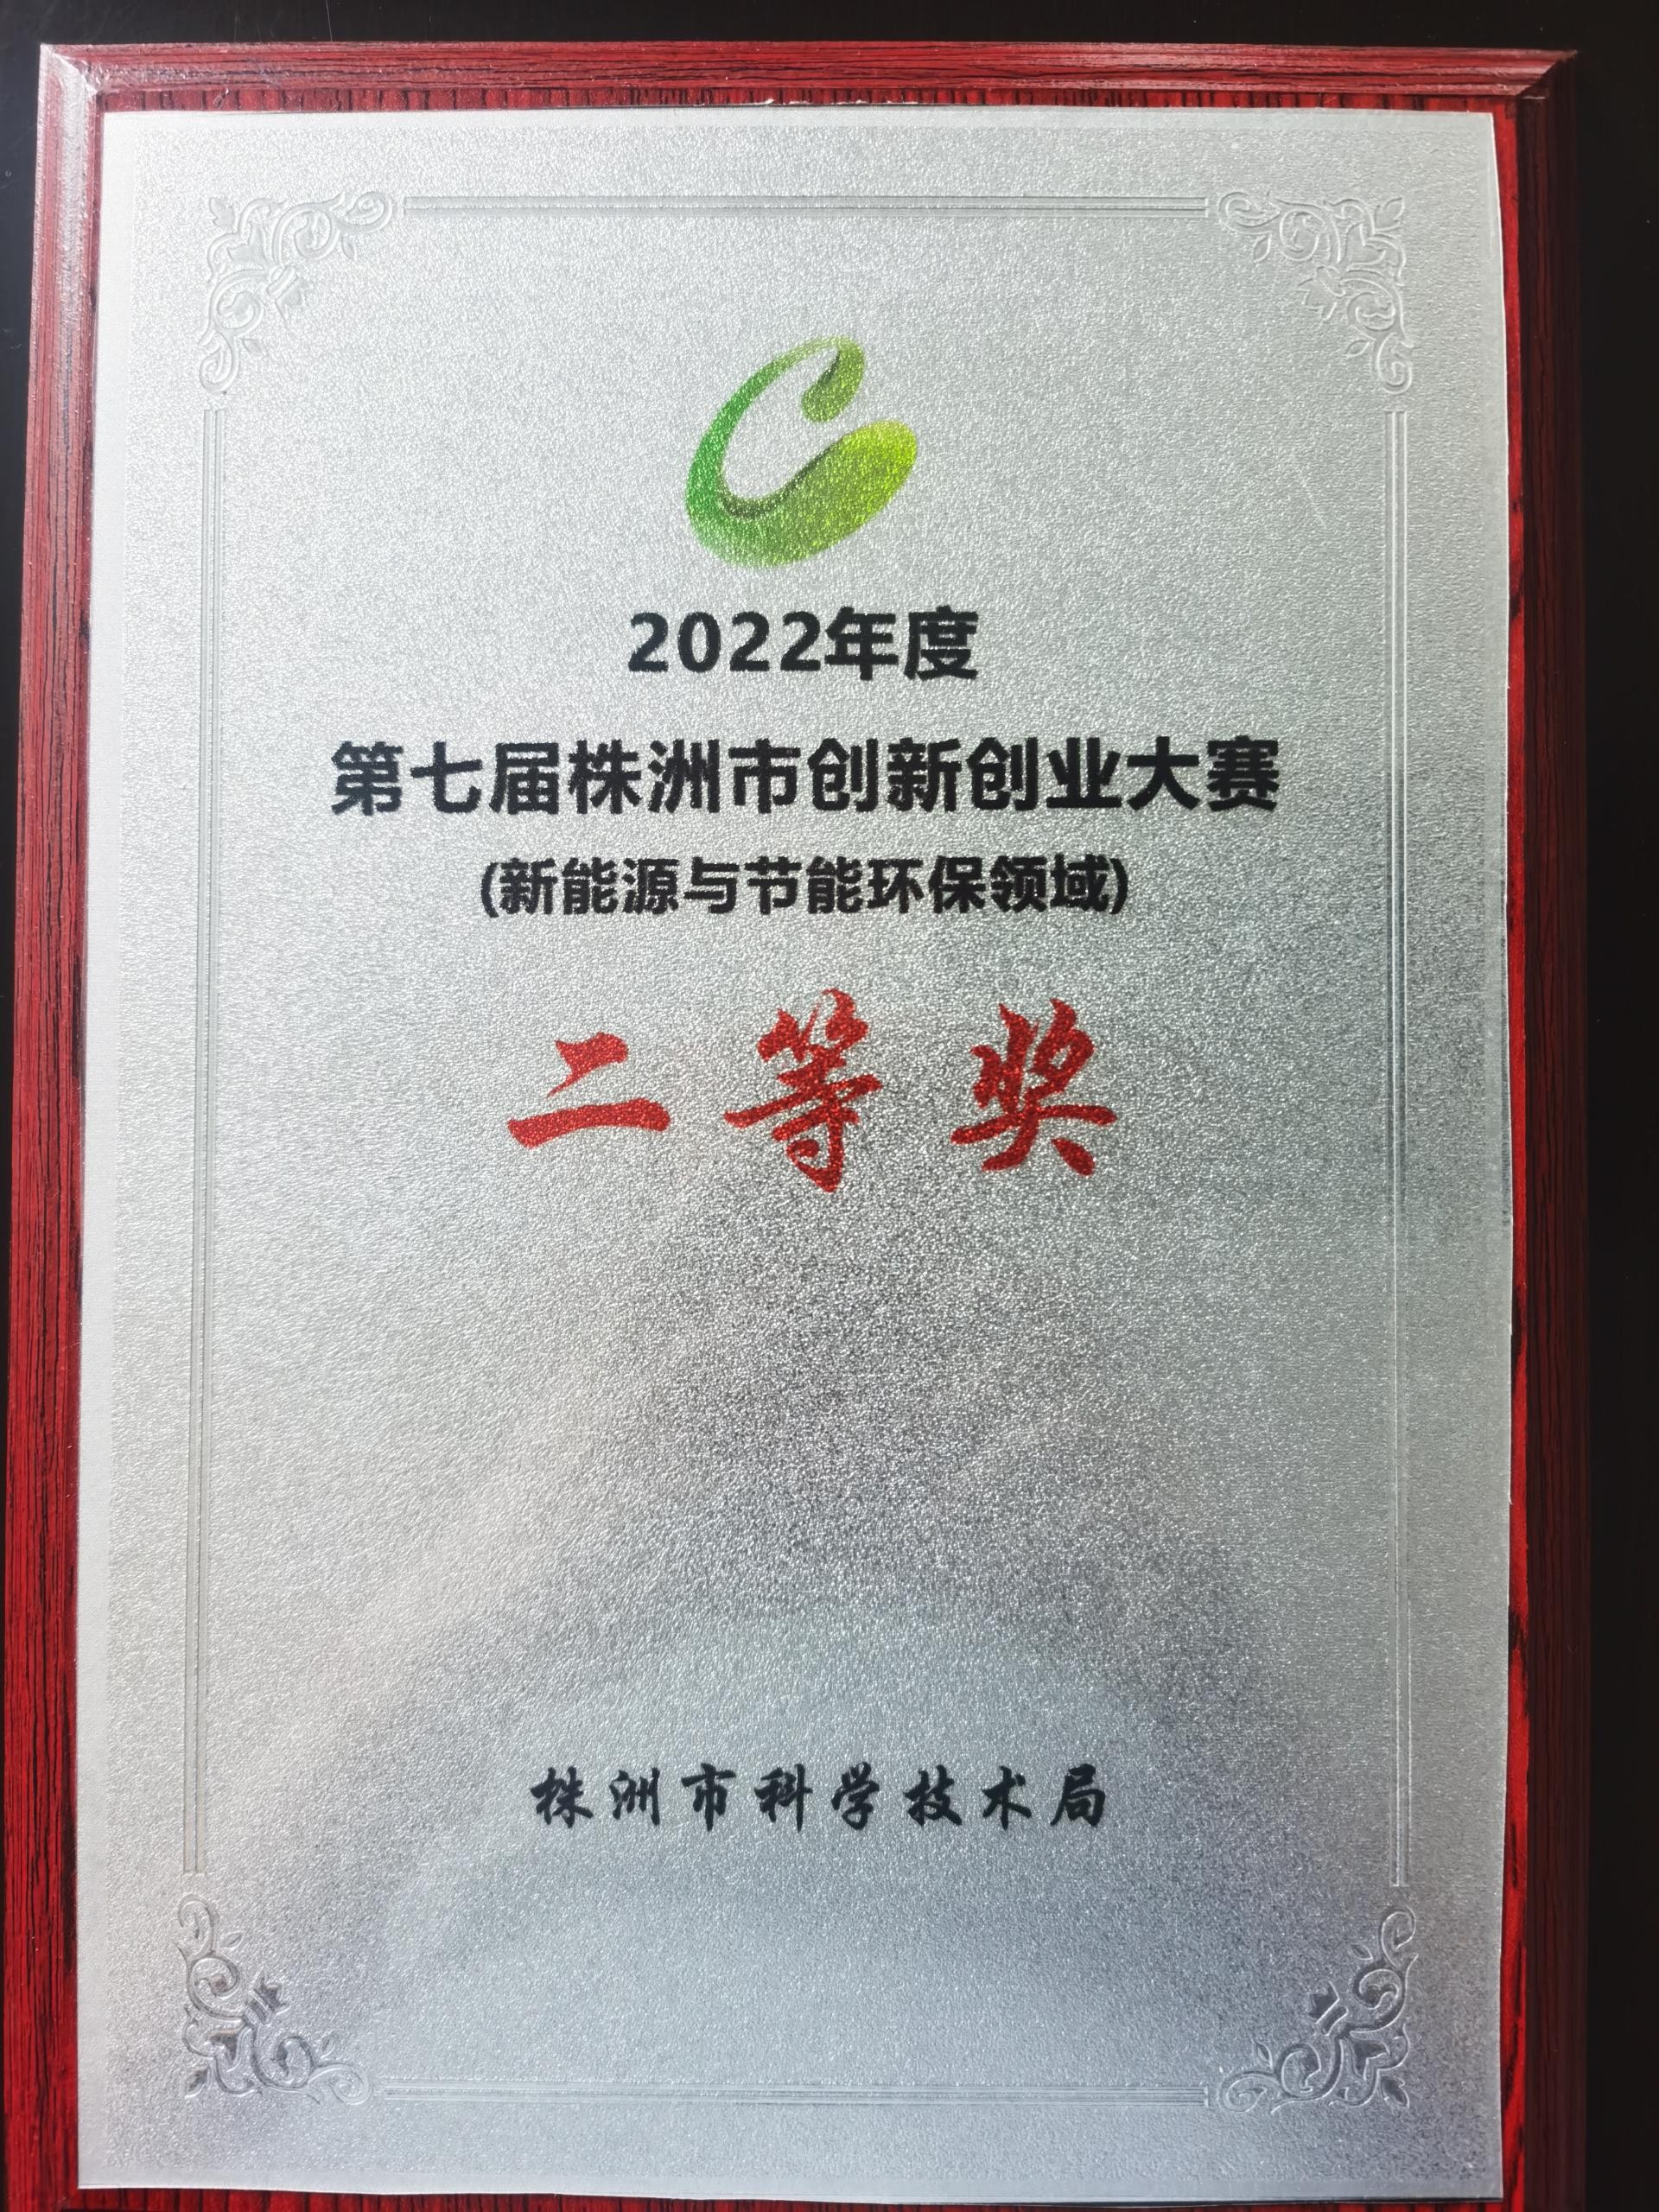 2022年度
第七届株洲市创新创业大赛
(新能源与节能环保领域)
二等奖
株洲市科学技术局